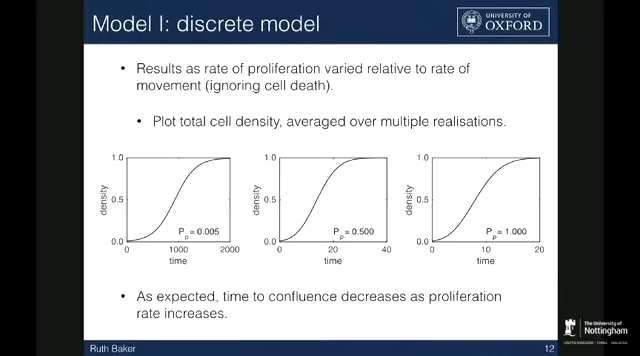 Model I: discrete model
UNIVERSITY OF
OXFORD
• Results as rate of proliferation varied relative to rate of
movement (ignoring cell death).
• Plot total cell density, averaged over multiple realisations.
1.0
0.5
0.0
density
P_p = 0.005
0 1000 2000
time
1.0
0.5
0.0
density
P_p = 0.500
0 20 40
time
1.0
0.5
0.0
density
P_p = 1.000
0 10 20
time
• As expected, time to confluence decreases as proliferation
rate increases.
Ruth Baker
12
The University of
Nottingham
UNITED KINGDOM · CHINA · MALAYSIA